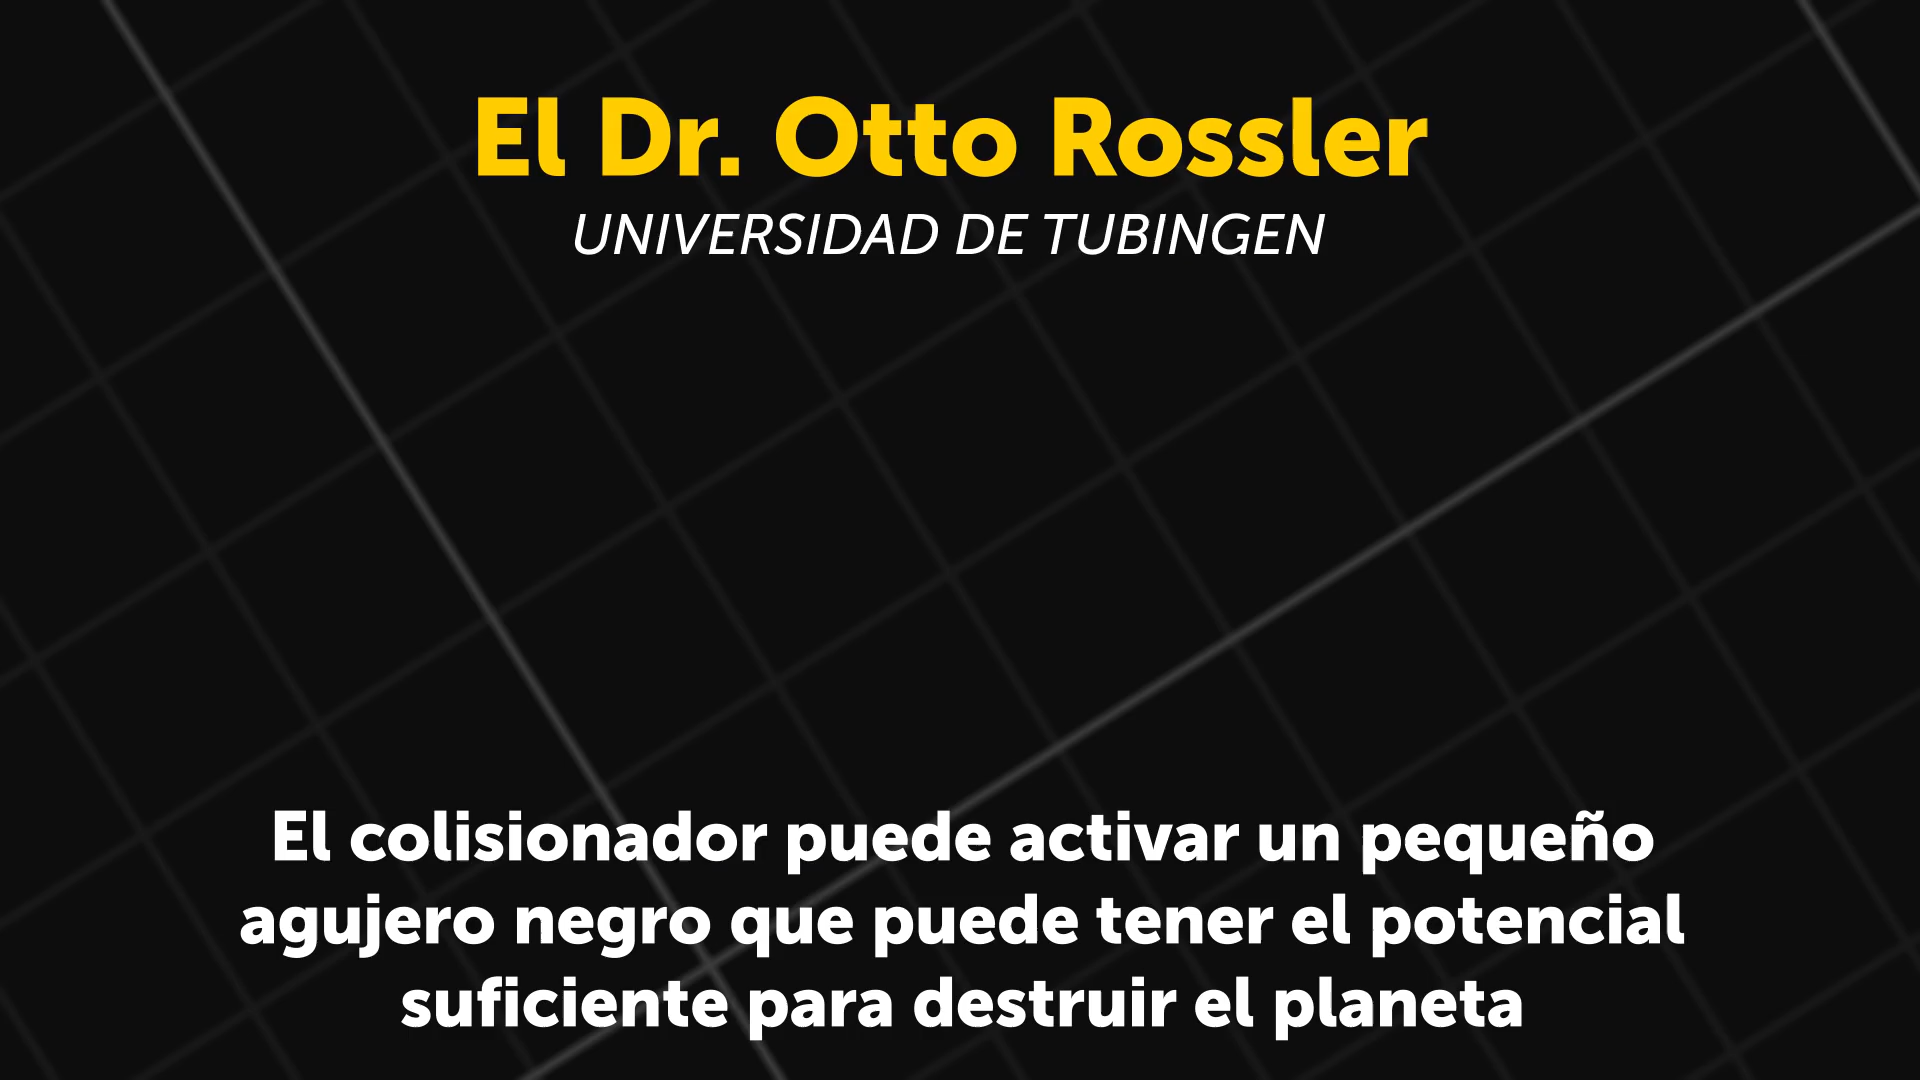 El Dr. Otto Rossler
UNIVERSIDAD DE TUBINGEN
El colisionador puede activar un pequeño
agujero negro que puede tener el potencial
suficiente para destruir el planeta